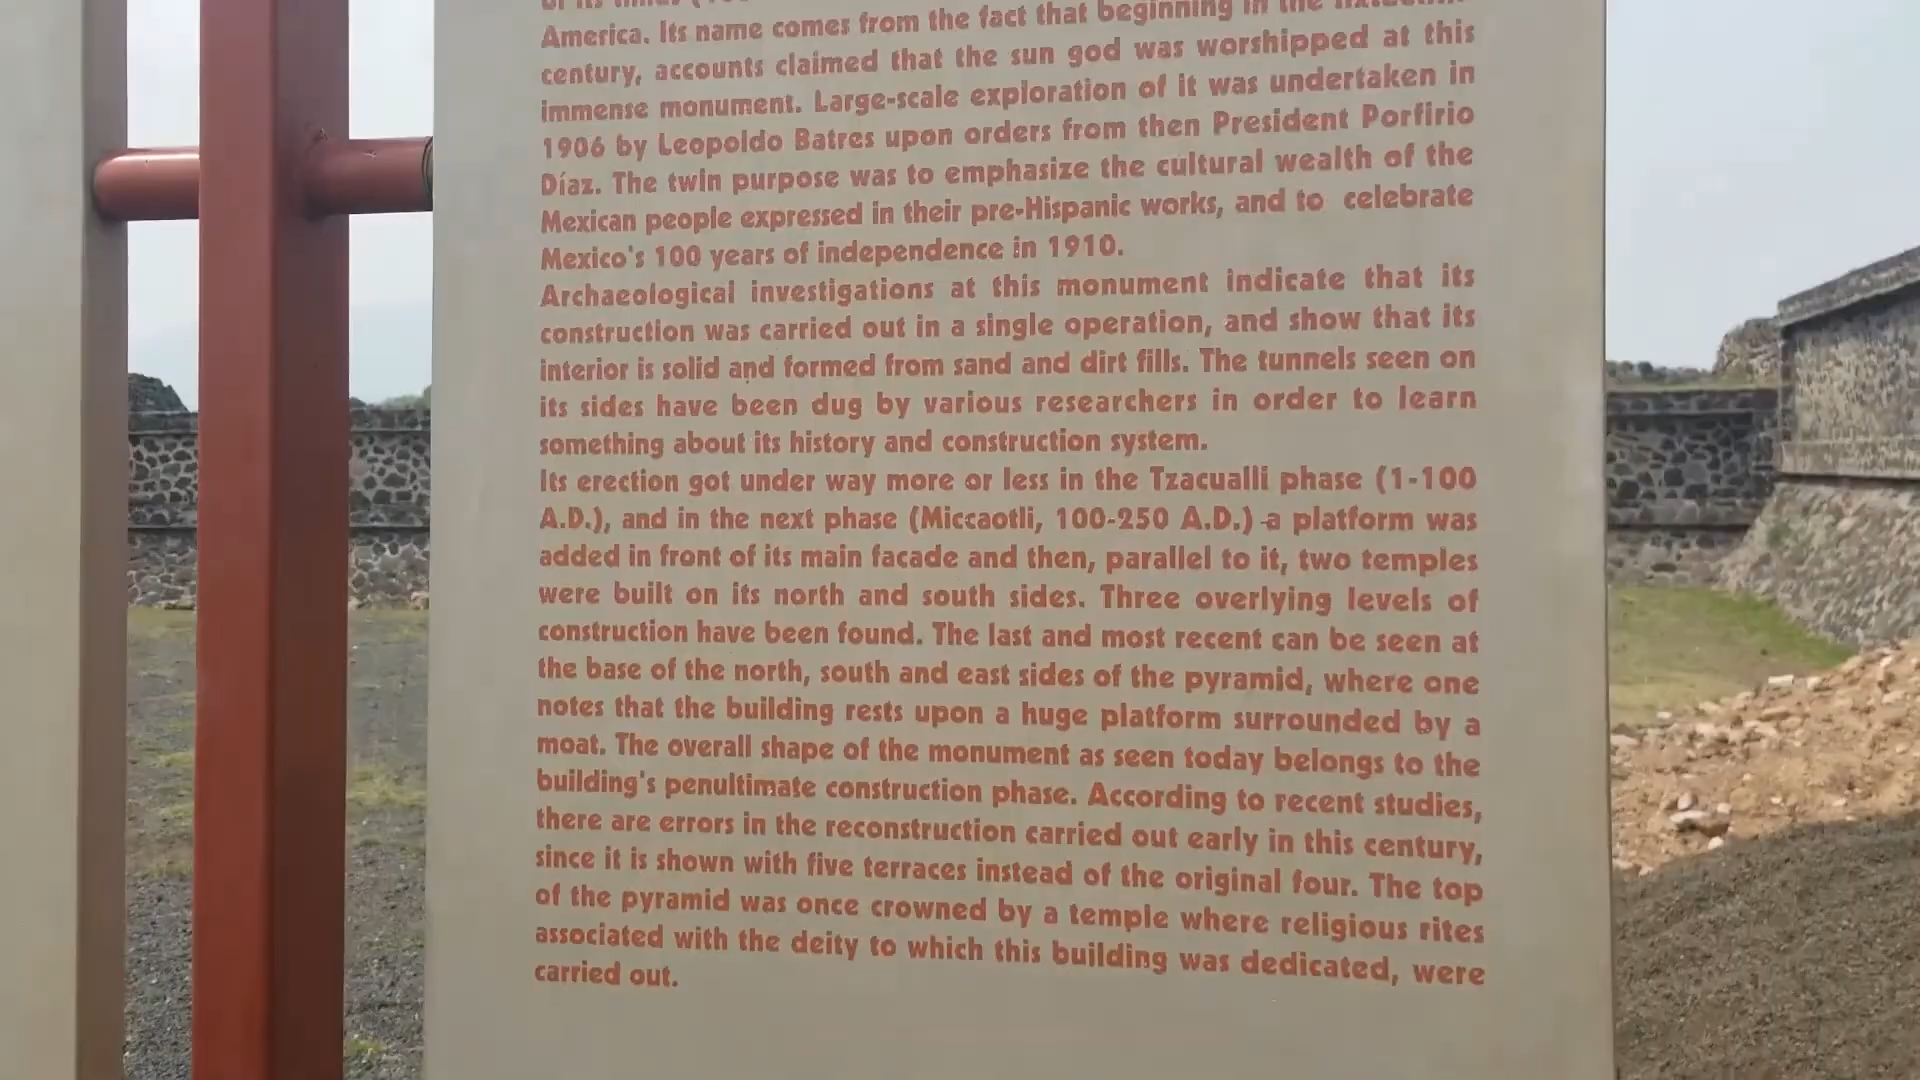 America. Its name comes from the fact that beginning in the
century, accounts claimed that the sun god was worshipped at this
immense monument. Large-scale exploration of it was undertaken in
1906 by Leopoldo Batres upon orders from then President Porfirio
Díaz. The twin purpose was to emphasize the cultural wealth of the
Mexican people expressed in their pre-Hispanic works, and to celebrate
Mexico's 100 years of independence in 1910.
Archaeological investigations at this monument indicate that its
construction was carried out in a single operation, and show that its
interior is solid and formed from sand and dirt fills. The tunnels seen on
its sides have been dug by various researchers in order to learn
something about its history and construction system.
Its erection got under way more or less in the Tzacualli phase (1-100
A.D.), and in the next phase (Miccaotli, 100-250 A.D.) -a platform was
added in front of its main facade and then, parallel to it, two temples
were built on its north and south sides. Three overlying levels of
construction have been found. The last and most recent can be seen at
the base of the north, south and east sides of the pyramid, where one
notes that the building rests upon a huge platform surrounded by a
moat. The overall shape of the monument as seen today belongs to the
building's penultimate construction phase. According to recent studies,
there are errors in the reconstruction carried out early in this century,
since it is shown with five terraces instead of the original four. The top
of the pyramid was once crowned by a temple where religious rites
associated with the deity to which this building was dedicated, were
carried out.